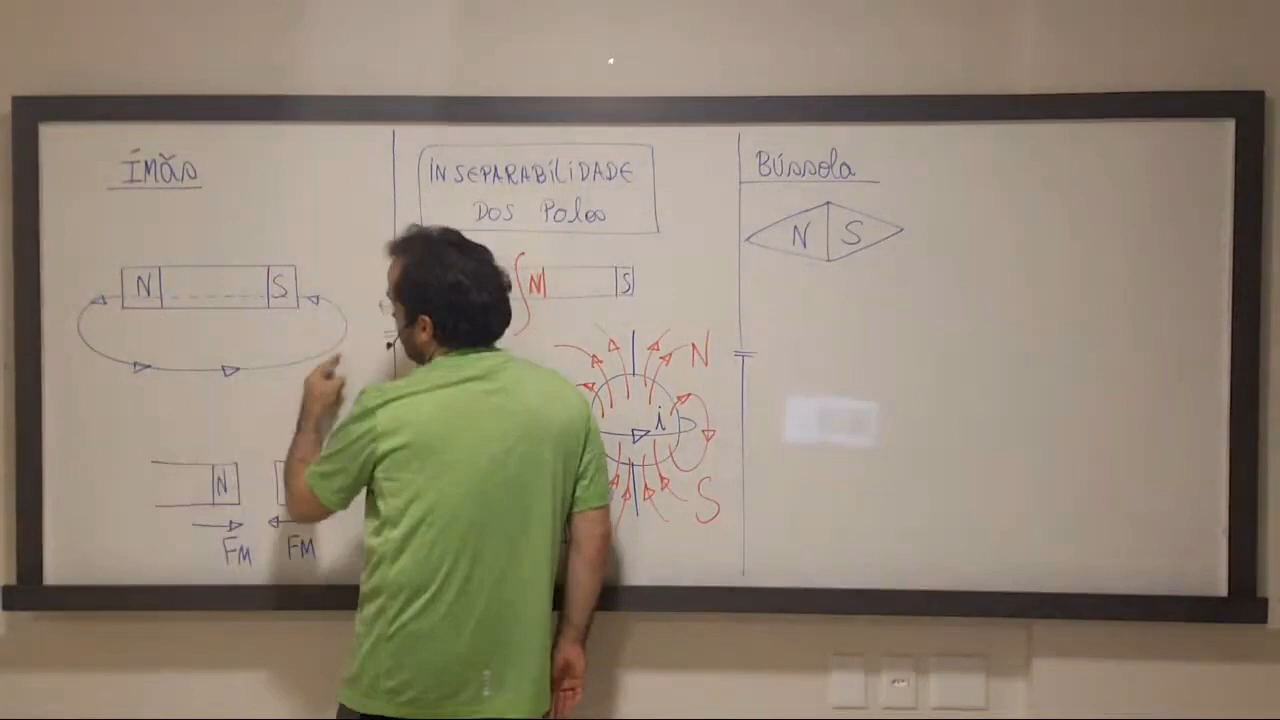 ÍMÃS
N S
N
FM FM
INSEPARABILIDADE
DOS POLOS
N S
N
i
S
BÚSSOLA
N S